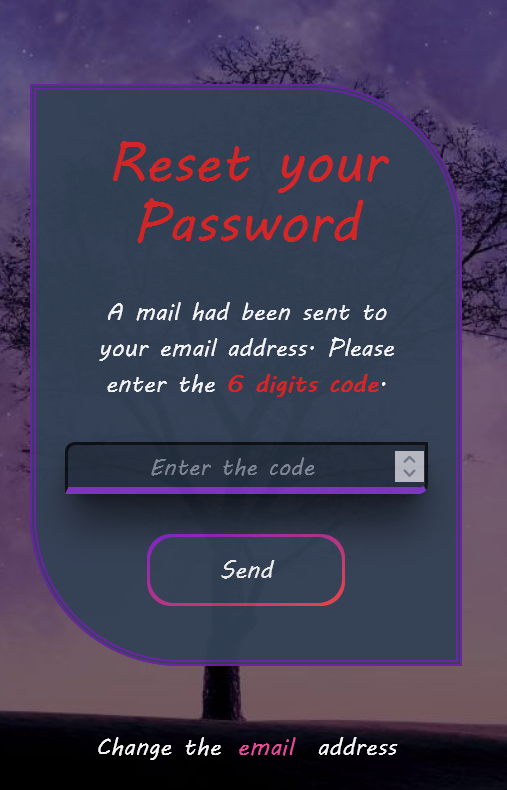 Reset your
Password
A mail had been sent to
your email address. Please
enter the 6 digits code.
Enter the code
Send
Change the email address